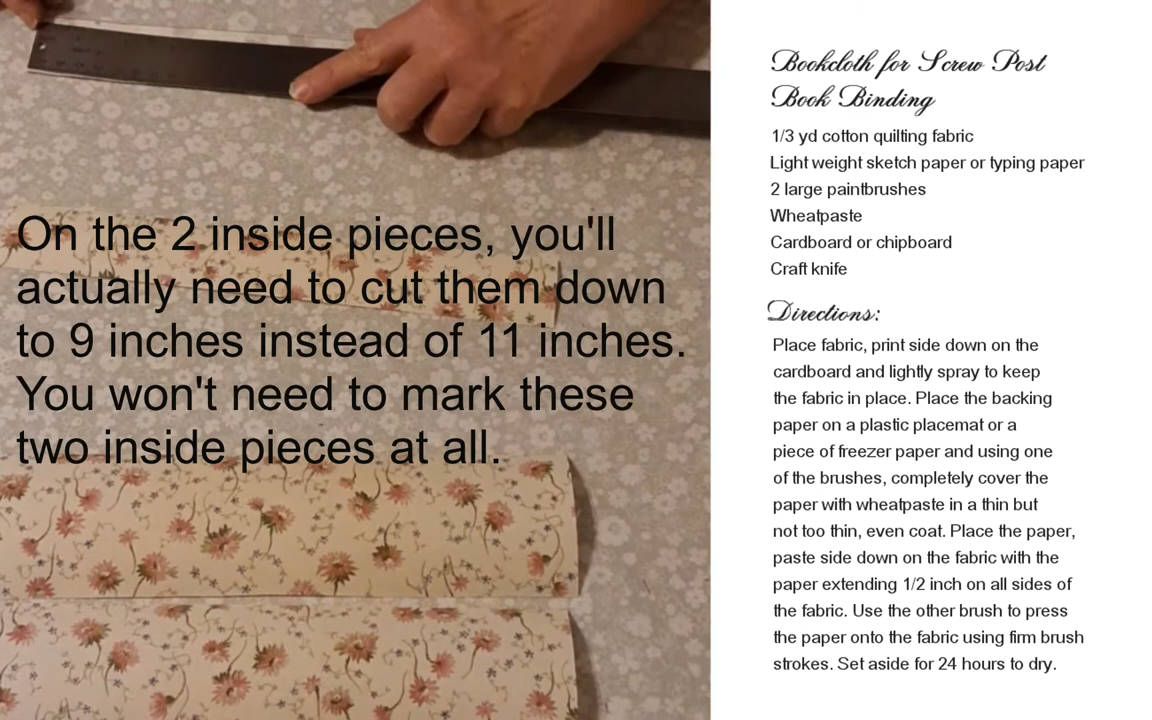 On the 2 inside pieces, you'll
actually need to cut them down
to 9 inches instead of 11 inches.
You won't need to mark these
two inside pieces at all.
Bookcloth for Screw Post
Book Binding
1/3 yd cotton quilting fabric
Light weight sketch paper or typing paper
2 large paintbrushes
Wheatpaste
Cardboard or chipboard
Craft knife
Directions:
Place fabric, print side down on the
cardboard and lightly spray to keep
the fabric in place. Place the backing
paper on a plastic placemat or a
piece of freezer paper and using one
of the brushes, completely cover the
paper with wheatpaste in a thin but
not too thin, even coat. Place the paper,
paste side down on the fabric with the
paper extending 1/2 inch on all sides of
the fabric. Use the other brush to press
the paper onto the fabric using firm brush
strokes. Set aside for 24 hours to dry.